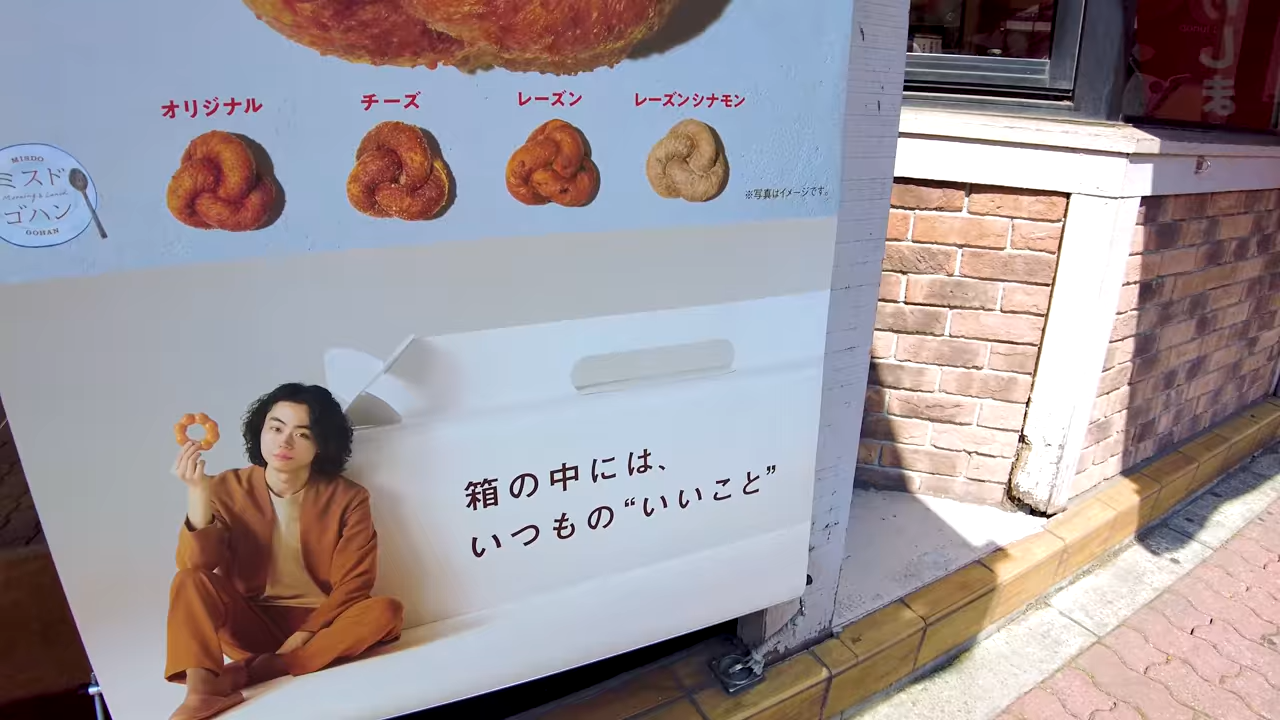 オリジナル
チーズ
レーズン
レーズンシナモン
※写真はイメージです。
MISDO
ミスド
Morning & Lunch
ゴハン
GOHAN
箱の中には、
いつもの“いいこと”
しま